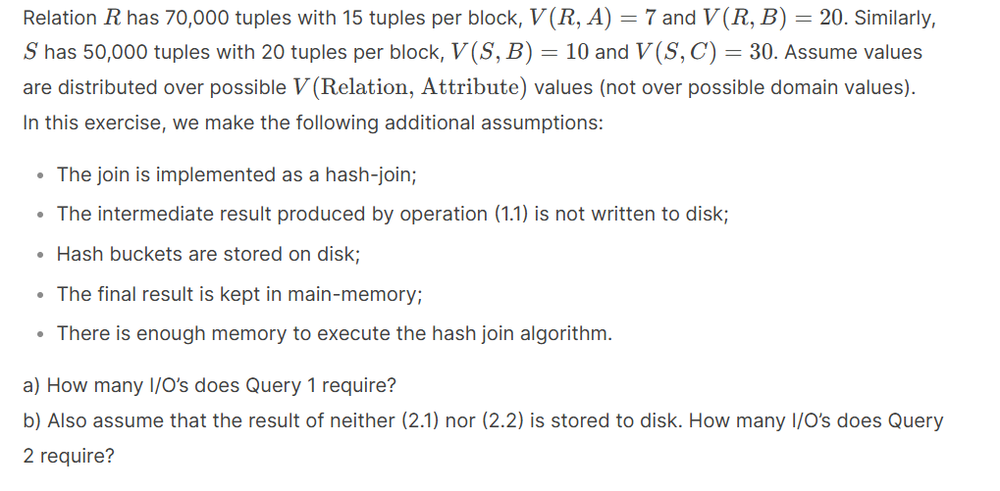 Relation R has 70,000 tuples with 15 tuples per block, V(R, A) = 7 and V(R, B) = 20. Similarly,
S has 50,000 tuples with 20 tuples per block, V(S, B) = 10 and V(S, C) = 30. Assume values
are distributed over possible V(Relation, Attribute) values (not over possible domain values).
In this exercise, we make the following additional assumptions:
• The join is implemented as a hash-join;
• The intermediate result produced by operation (1.1) is not written to disk;
• Hash buckets are stored on disk;
• The final result is kept in main-memory;
• There is enough memory to execute the hash join algorithm.
a) How many I/O's does Query 1 require?
b) Also assume that the result of neither (2.1) nor (2.2) is stored to disk. How many I/O's does Query
2 require?